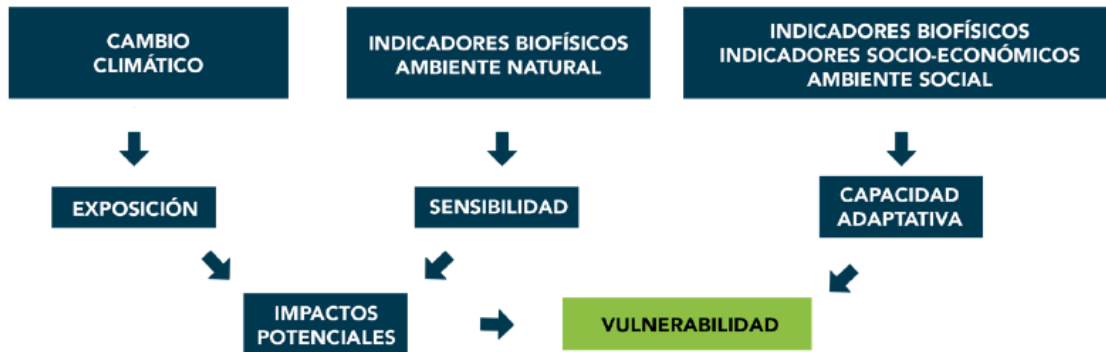 CAMBIO
CLIMÁTICO
INDICADORES BIOFÍSICOS
AMBIENTE NATURAL
INDICADORES BIOFÍSICOS
INDICADORES SOCIO-ECONÓMICOS
AMBIENTE SOCIAL
EXPOSICIÓN
SENSIBILIDAD
CAPACIDAD
ADAPTATIVA
IMPACTOS
POTENCIALES
VULNERABILIDAD